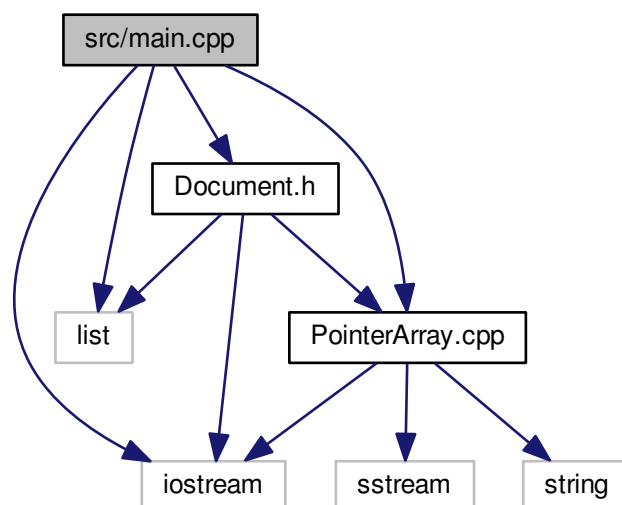 src/main.cpp
Document.h
list
PointerArray.cpp
iostream
sstream
string